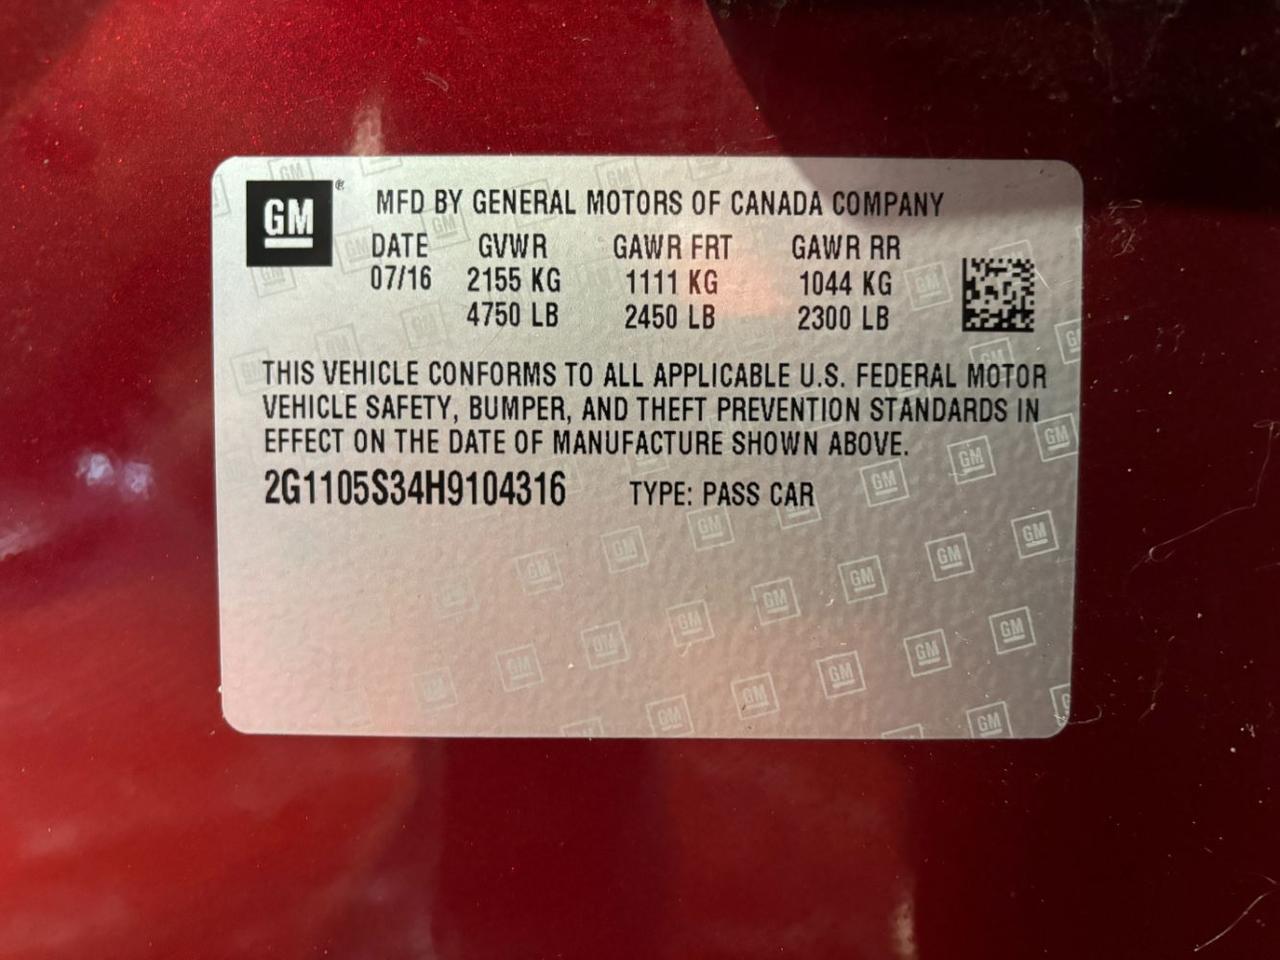 GM ® MFD BY GENERAL MOTORS OF CANADA COMPANY
DATE GVWR GAWR FRT GAWR RR
07/16 2155 KG 1111 KG 1044 KG
4750 LB 2450 LB 2300 LB
THIS VEHICLE CONFORMS TO ALL APPLICABLE U.S. FEDERAL MOTOR
VEHICLE SAFETY, BUMPER, AND THEFT PREVENTION STANDARDS IN
EFFECT ON THE DATE OF MANUFACTURE SHOWN ABOVE.
2G1105S34H9104316 TYPE: PASS CAR